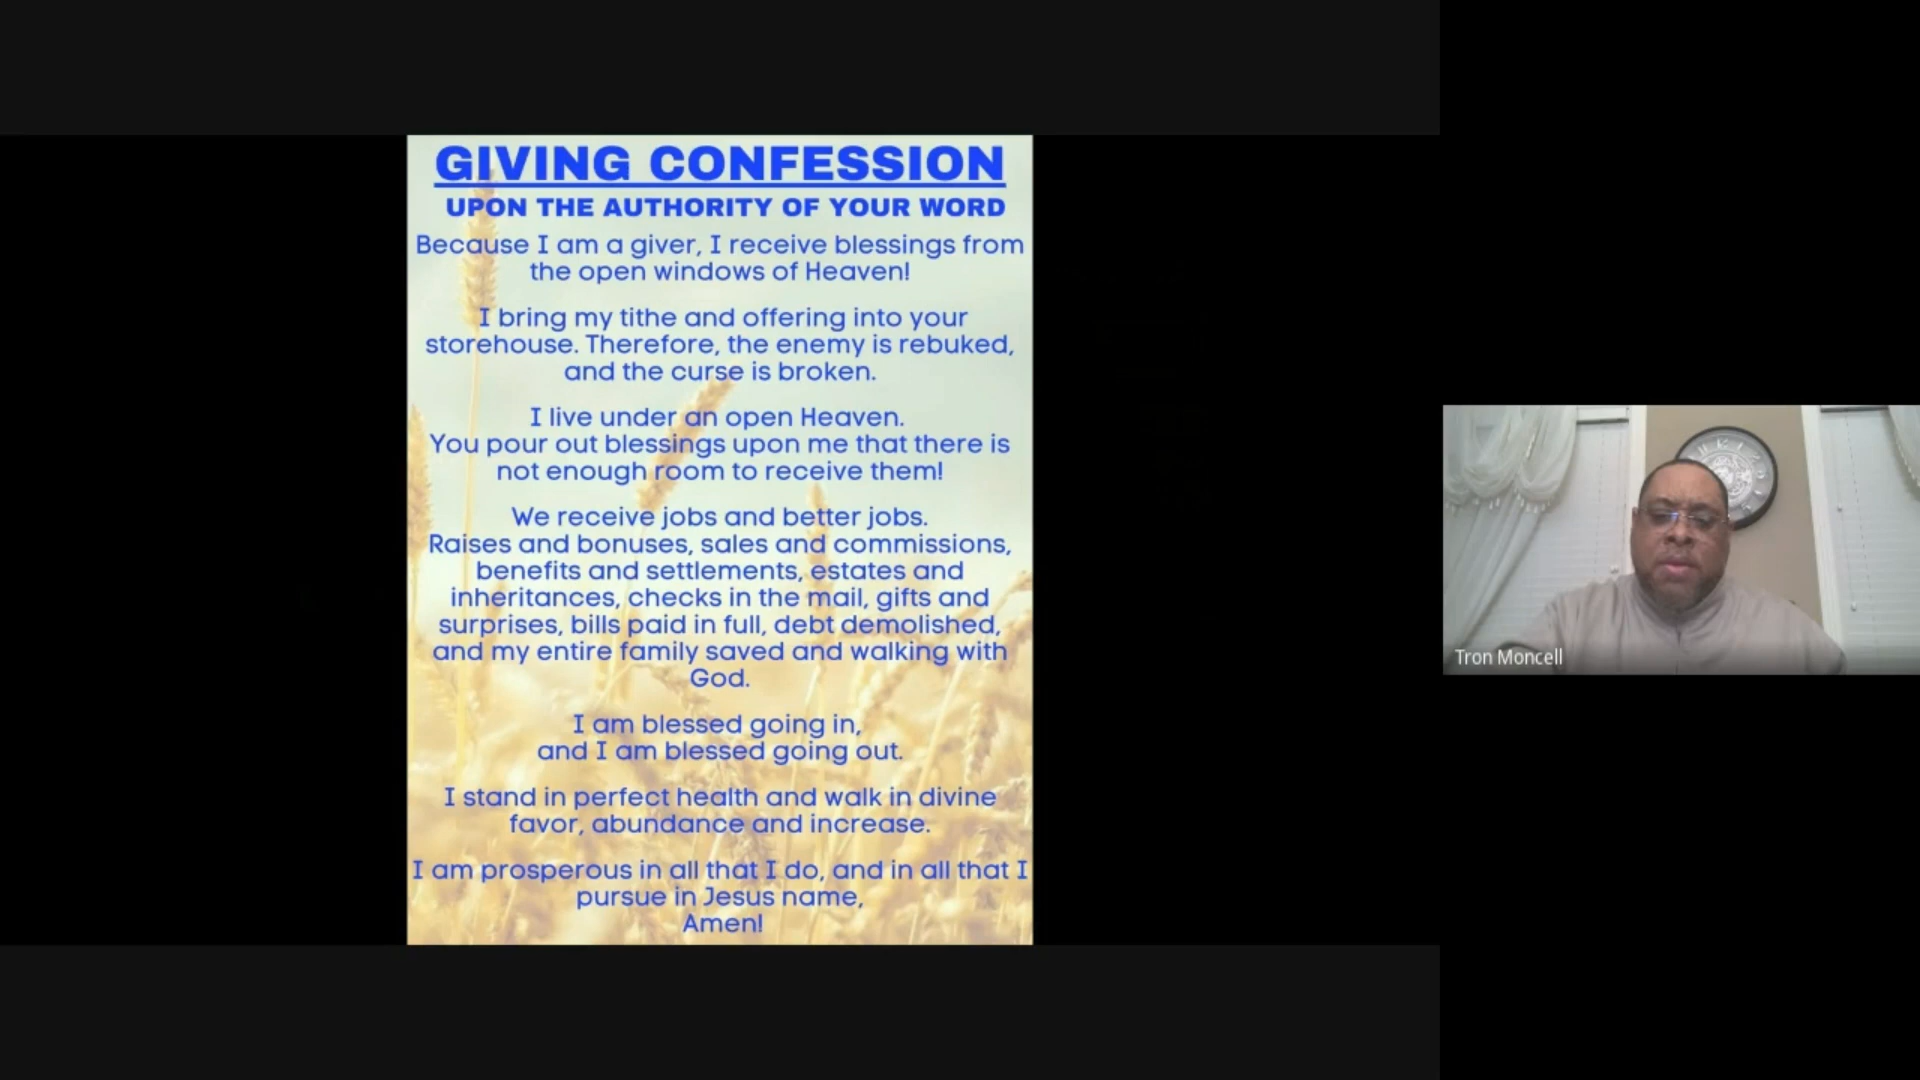 GIVING CONFESSION
UPON THE AUTHORITY OF YOUR WORD
Because I am a giver, I receive blessings from
the open windows of Heaven!
I bring my tithe and offering into your
storehouse. Therefore, the enemy is rebuked,
and the curse is broken.
I live under an open Heaven.
You pour out blessings upon me that there is
not enough room to receive them!
We receive jobs and better jobs.
Raises and bonuses, sales and commissions,
benefits and settlements, estates and
inheritances, checks in the mail, gifts and
surprises, bills paid in full, debt demolished,
and my entire family saved and walking with
God.
I am blessed going in,
and I am blessed going out.
I stand in perfect health and walk in divine
favor, abundance and increase.
I am prosperous in all that I do, and in all that I
pursue in Jesus name,
Amen!
Tron Moncell